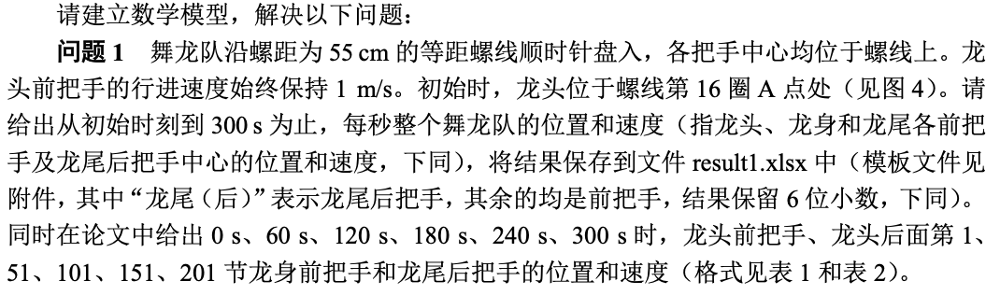 请建立数学模型，解决以下问题：
问题 1 舞龙队沿螺距为 55 cm 的等距螺线顺时针盘入，各把手中心均位于螺线上。龙
头前把手的行进速度始终保持 1 m/s。初始时，龙头位于螺线第 16 圈 A 点处（见图 4）。请
给出从初始时刻到 300 s 为止，每秒整个舞龙队的位置和速度（指龙头、龙身和龙尾各前把
手及龙尾后把手中心的位置和速度，下同），将结果保存到文件 result1.xlsx 中（模板文件见
附件，其中“龙尾（后）”表示龙尾后把手，其余的均是前把手，结果保留 6 位小数，下同）。
同时在论文中给出 0 s、60 s、120 s、180 s、240 s、300 s 时，龙头前把手、龙头后面第 1、
51、101、151、201 节龙身前把手和龙尾后把手的位置和速度（格式见表 1 和表 2）。